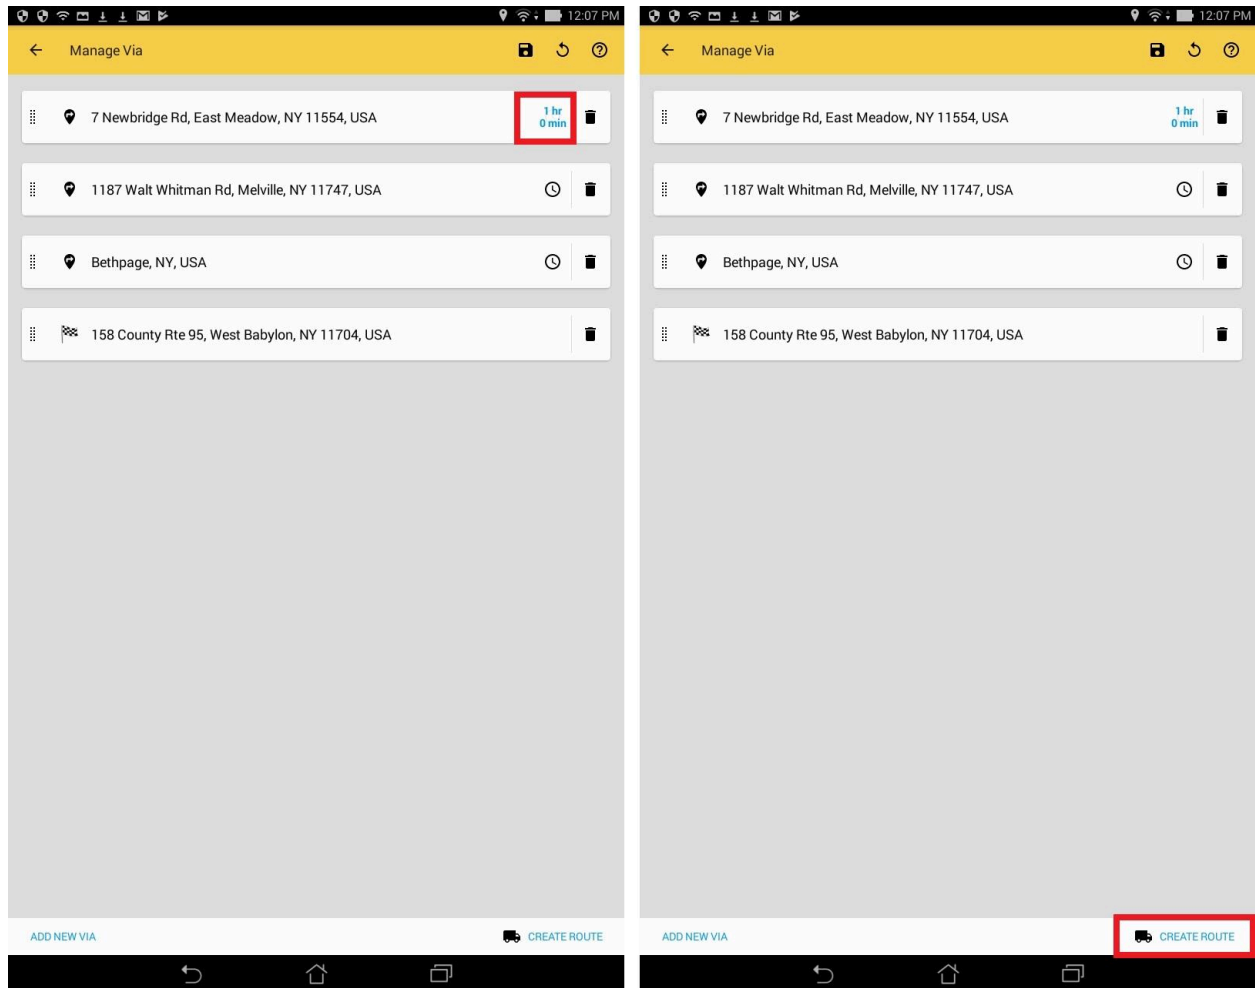 12:07 PM
Manage Via
7 Newbridge Rd, East Meadow, NY 11554, USA
1 hr
0 min
1187 Walt Whitman Rd, Melville, NY 11747, USA
Bethpage, NY, USA
158 County Rte 95, West Babylon, NY 11704, USA
ADD NEW VIA
CREATE ROUTE
12:07 PM
Manage Via
7 Newbridge Rd, East Meadow, NY 11554, USA
1 hr
0 min
1187 Walt Whitman Rd, Melville, NY 11747, USA
Bethpage, NY, USA
158 County Rte 95, West Babylon, NY 11704, USA
ADD NEW VIA
CREATE ROUTE